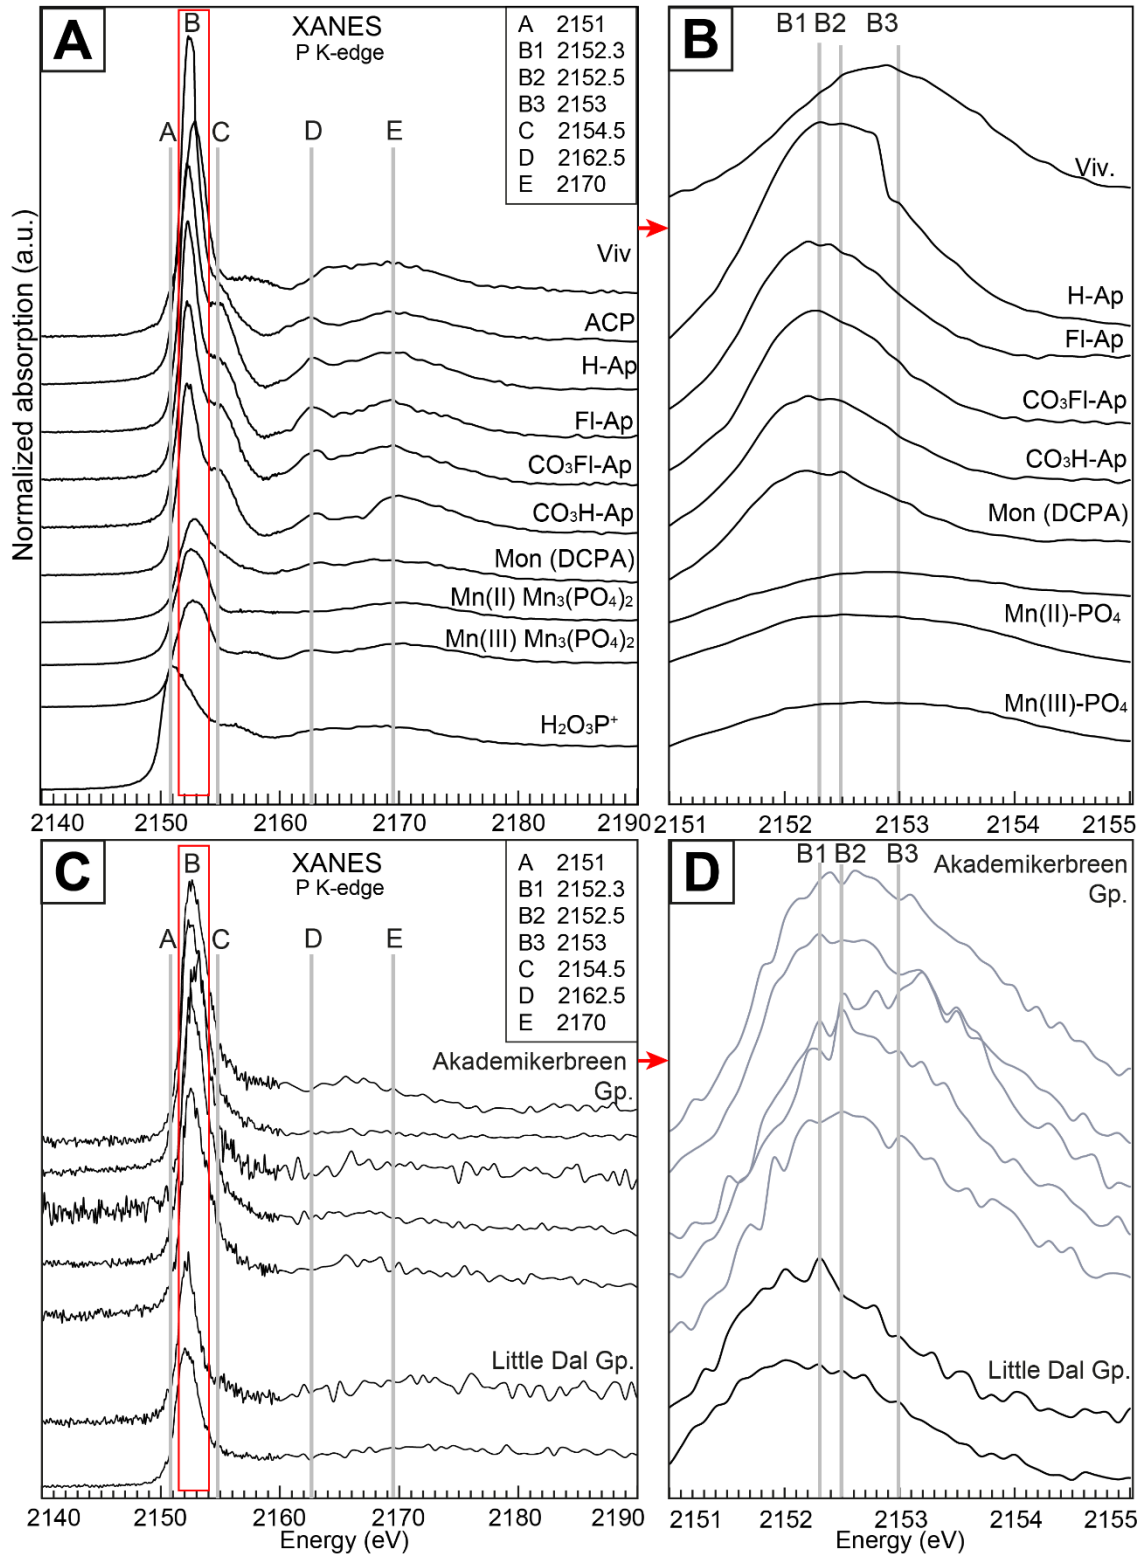 A
B
XANES
P K-edge
A 2151
B1 2152.3
B2 2152.5
B3 2153
C 2154.5
D 2162.5
E 2170
A
C
D
E
Normalized absorption (a.u.)
Viv
ACP
H-Ap
Fl-Ap
CO₃Fl-Ap
CO₃H-Ap
Mon (DCPA)
Mn(II) Mn₃(PO₄)₂
Mn(III) Mn₃(PO₄)₂
H₂O₃P⁺
2140 2150 2160 2170 2180 2190
B
B1 B2 B3
Viv.
H-Ap
Fl-Ap
CO₃Fl-Ap
CO₃H-Ap
Mon (DCPA)
Mn(II)-PO₄
Mn(III)-PO₄
2151 2152 2153 2154 2155
C
B
XANES
P K-edge
A 2151
B1 2152.3
B2 2152.5
B3 2153
C 2154.5
D 2162.5
E 2170
A
C
D
E
Akademikerbreen
Gp.
Little Dal Gp.
2140 2150 2160 2170 2180 2190
Energy (eV)
D
B1 B2 B3
Akademikerbreen
Gp.
Little Dal Gp.
2151 2152 2153 2154 2155
Energy (eV)